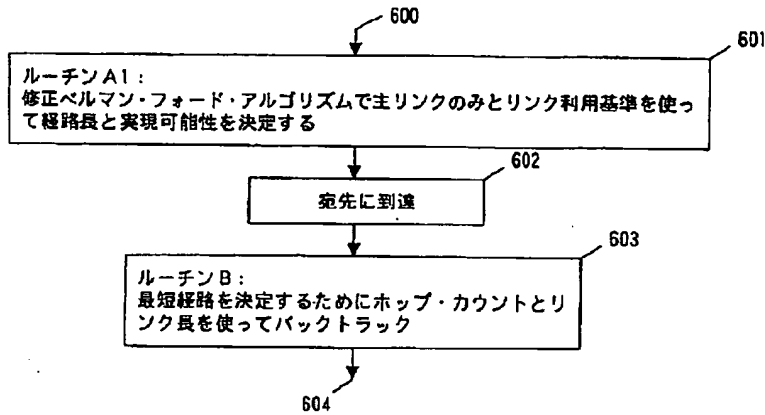 600
601
ルーチンA1：
修正ベルマン・フォード・アルゴリズムで主リンクのみとリンク利用基準を使っ
て経路長と実現可能性を決定する
602
宛先に到達
603
ルーチンB：
最短経路を決定するためにホップ・カウントとリ
ンク長を使ってバックトラック
604